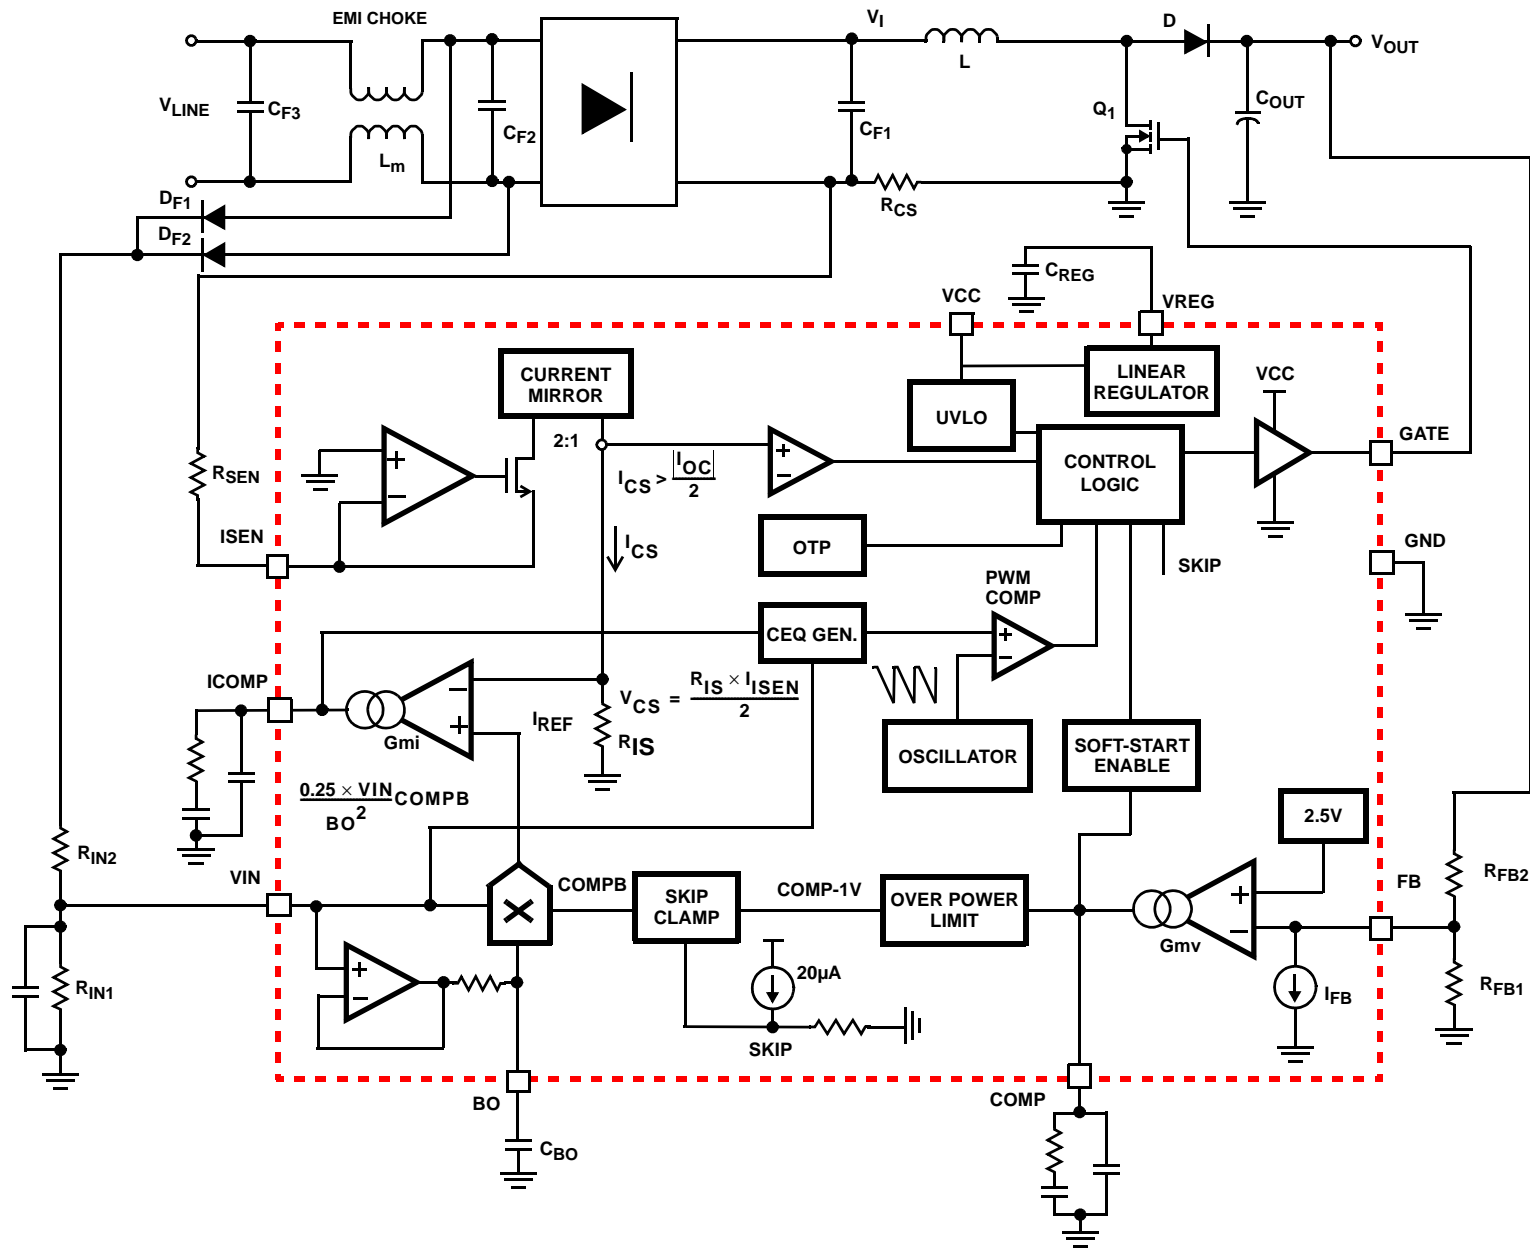 EMI CHOKE
VI
D
VOUT
L
VLINE
CF3
CF2
CF1
Q1
COUT
Lm
RCS
DF1
DF2
CREG
VCC
VREG
CURRENT
MIRROR
LINEAR
REGULATOR
VCC
UVLO
2:1
GATE
RSEN
ICS > |IOC|
2
CONTROL
LOGIC
ISEN
ICS
OTP
GND
SKIP
PWM
COMP
CEQ GEN.
ICOMP
VCS = RIS × IISEN
2
IREF
Gmi
RIS
OSCILLATOR
SOFT-START
ENABLE
0.25 × VIN COMPB
BO2
2.5V
RIN2
VIN
COMPB
SKIP
CLAMP
COMP-1V
OVER POWER
LIMIT
FB
RFB2
Gmv
20µA
RIN1
IFB
RFB1
SKIP
BO
COMP
CBO